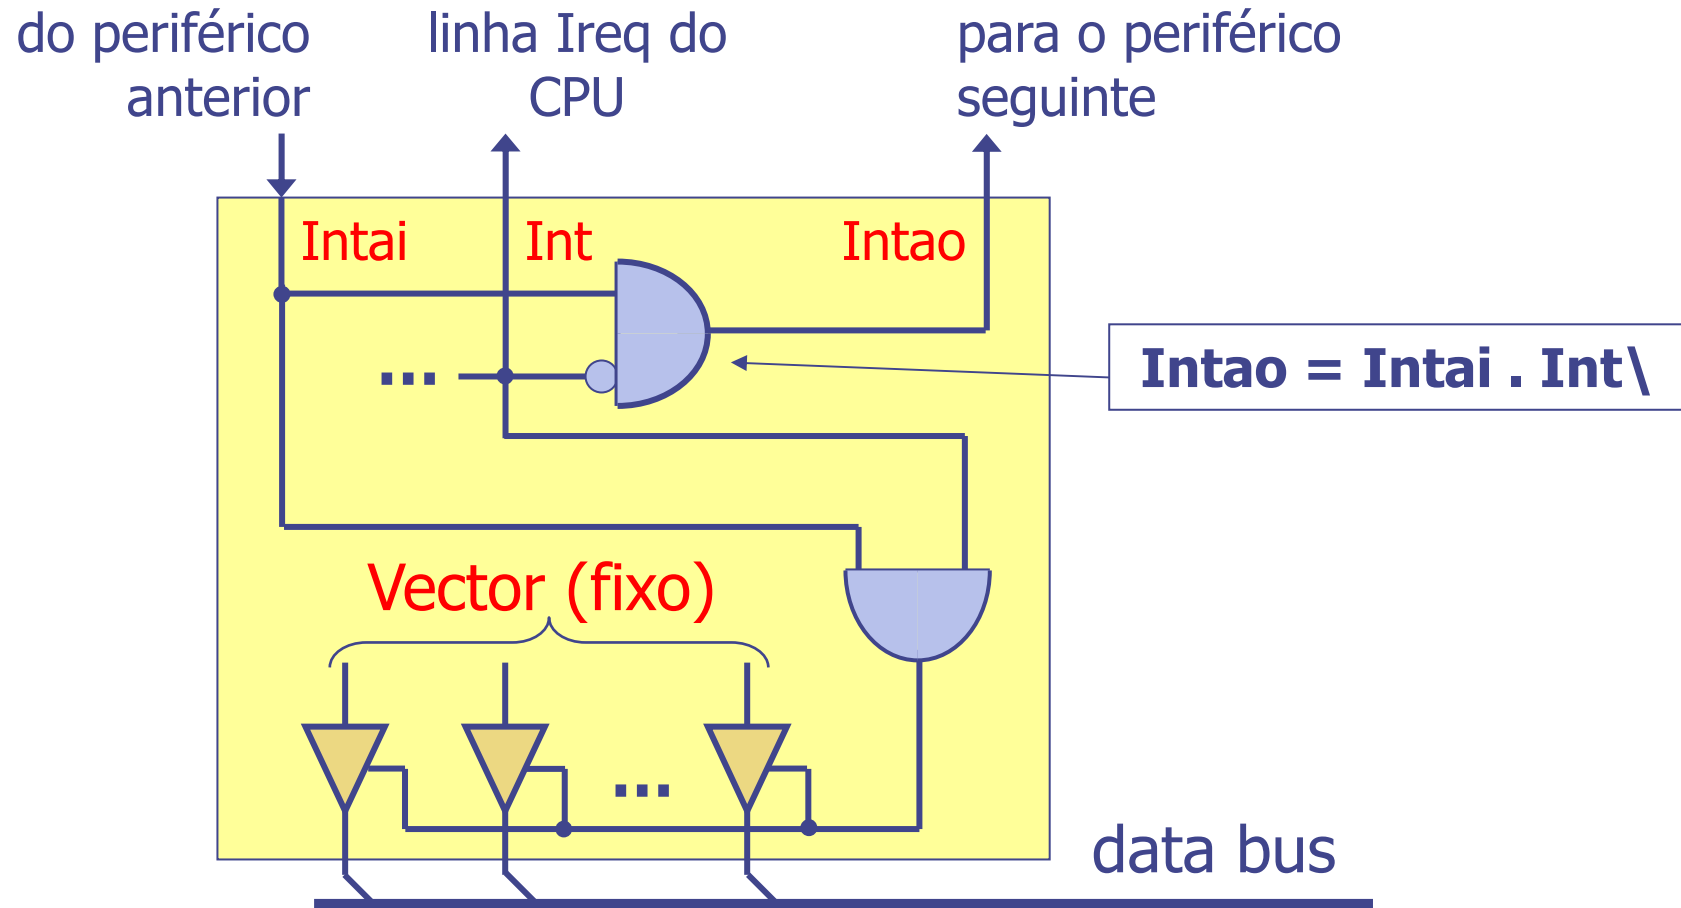 do periférico
anterior
linha Ireq do
CPU
para o periférico
seguinte
Intai
Int
Intao
...
Intao = Intai . Int\
Vector (fixo)
...
data bus